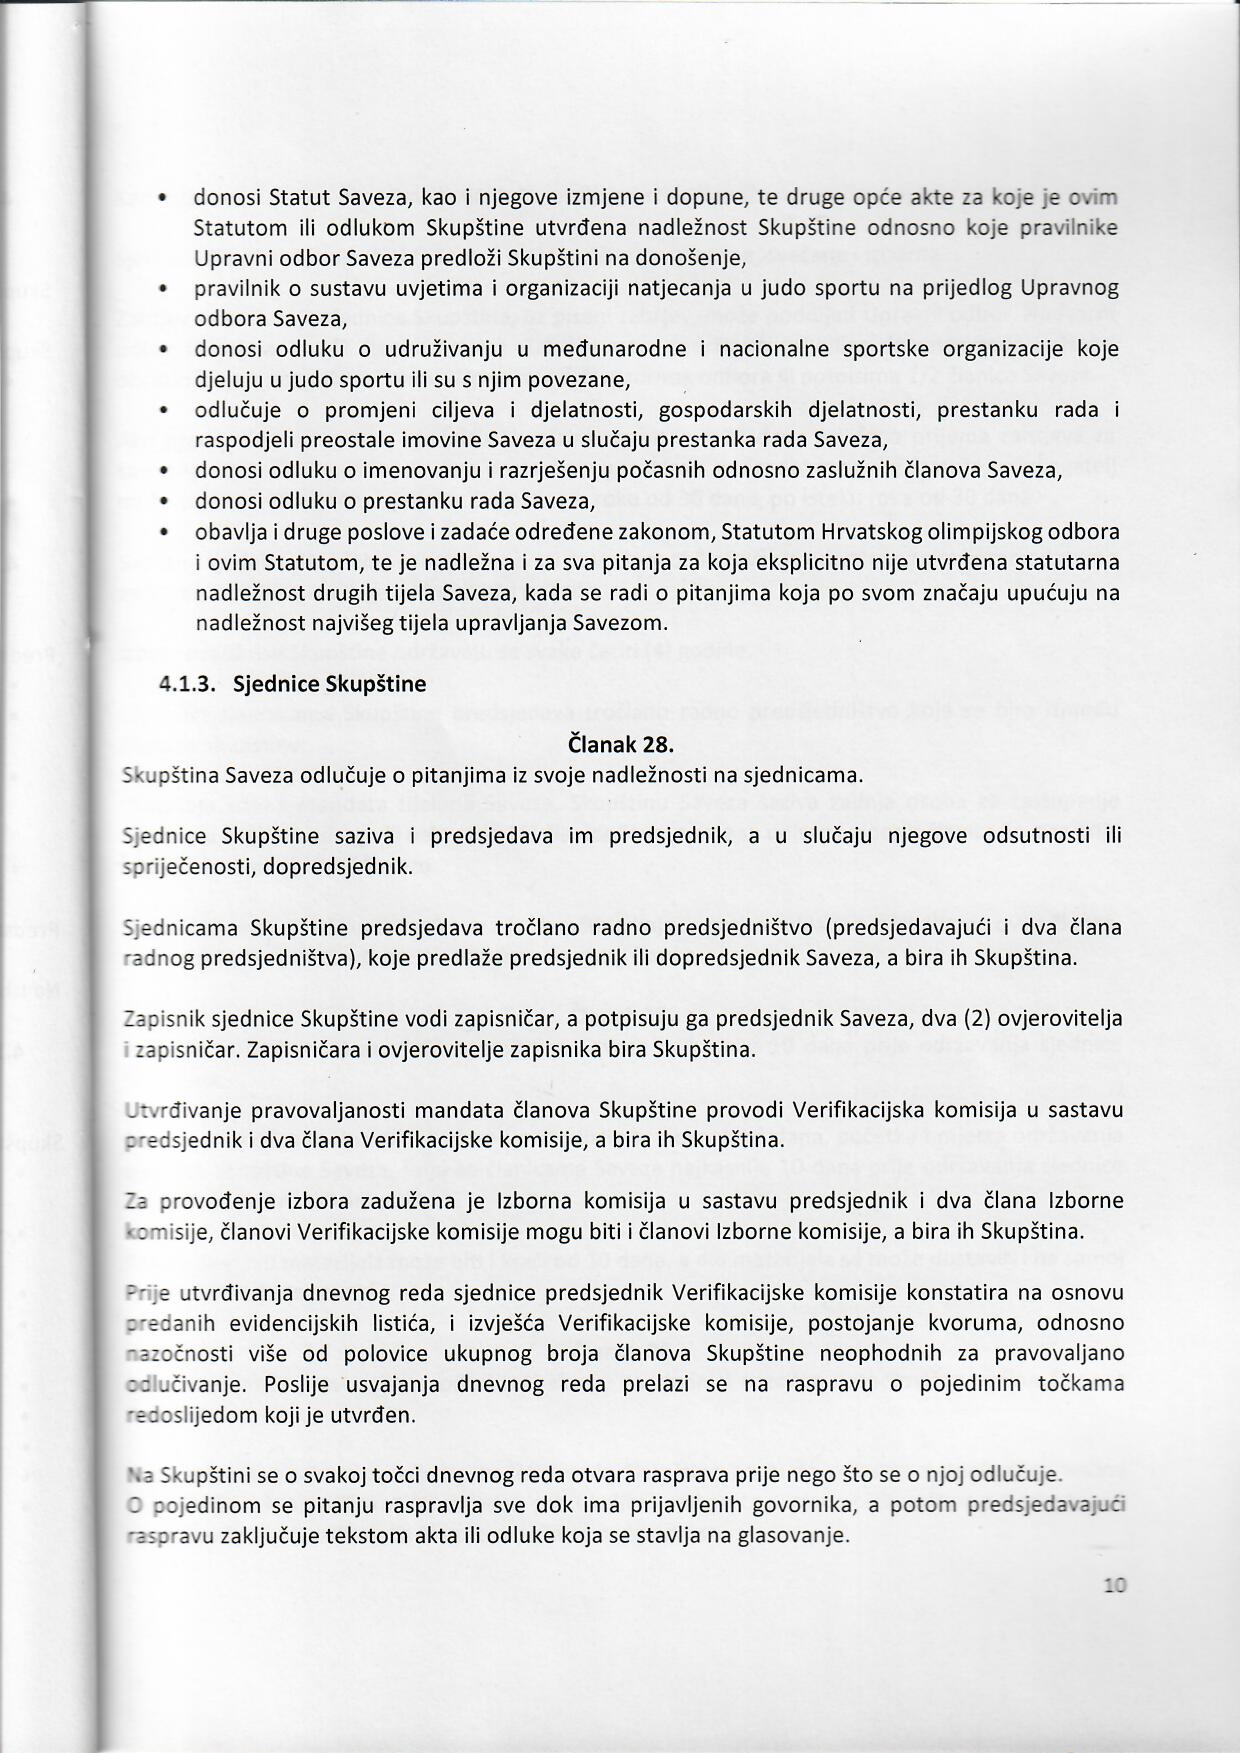 • donosi Statut Saveza, kao i njegove izmjene i dopune, te druge opće akte za koje je ovim
Statutom ili odlukom Skupštine utvrđena nadležnost Skupštine odnosno koje pravilnike
Upravni odbor Saveza predloži Skupštini na donošenje,
• pravilnik o sustavu uvjetima i organizaciji natjecanja u judo sportu na prijedlog Upravnog
odbora Saveza,
• donosi odluku o udruživanju u međunarodne i nacionalne sportske organizacije koje
djeluju u judo sportu ili su s njim povezane,
• odlučuje o promjeni ciljeva i djelatnosti, gospodarskih djelatnosti, prestanku rada i
raspodjeli preostale imovine Saveza u slučaju prestanka rada Saveza,
• donosi odluku o imenovanju i razrješenju počasnih odnosno zaslužnih članova Saveza,
• donosi odluku o prestanku rada Saveza,
• obavlja i druge poslove i zadaće određene zakonom, Statutom Hrvatskog olimpijskog odbora
i ovim Statutom, te je nadležna i za sva pitanja za koja eksplicitno nije utvrđena statutarna
nadležnost drugih tijela Saveza, kada se radi o pitanjima koja po svom značaju upućuju na
nadležnost najvišeg tijela upravljanja Savezom.
4.1.3. Sjednice Skupštine
Članak 28.
Skupština Saveza odlučuje o pitanjima iz svoje nadležnosti na sjednicama.
Sjednice Skupštine saziva i predsjedava im predsjednik, a u slučaju njegove odsutnosti ili
spriječenosti, dopredsjednik.
Sjednicama Skupštine predsjedava tročlano radno predsjedništvo (predsjedavajući i dva člana
radnog predsjedništva), koje predlaže predsjednik ili dopredsjednik Saveza, a bira ih Skupština.
Zapisnik sjednice Skupštine vodi zapisničar, a potpisuju ga predsjednik Saveza, dva (2) ovjerovitelja
i zapisničar. Zapisničara i ovjerovitelje zapisnika bira Skupština.
Utvrđivanje pravovaljanosti mandata članova Skupštine provodi Verifikacijska komisija u sastavu
predsjednik i dva člana Verifikacijske komisije, a bira ih Skupština.
Za provođenje izbora zadužena je Izborna komisija u sastavu predsjednik i dva člana Izborne
komisije, članovi Verifikacijske komisije mogu biti i članovi Izborne komisije, a bira ih Skupština.
Prije utvrđivanja dnevnog reda sjednice predsjednik Verifikacijske komisije konstatira na osnovu
predanih evidencijskih listića, i izvješća Verifikacijske komisije, postojanje kvoruma, odnosno
nazočnosti više od polovice ukupnog broja članova Skupštine neophodnih za pravovaljano
odlučivanje. Poslije usvajanja dnevnog reda prelazi se na raspravu o pojedinim točkama
redoslijedom koji je utvrđen.
Na Skupštini se o svakoj točci dnevnog reda otvara rasprava prije nego što se o njoj odlučuje.
O pojedinom se pitanju raspravlja sve dok ima prijavljenih govornika, a potom predsjedavajući
raspravu zaključuje tekstom akta ili odluke koja se stavlja na glasovanje.
10